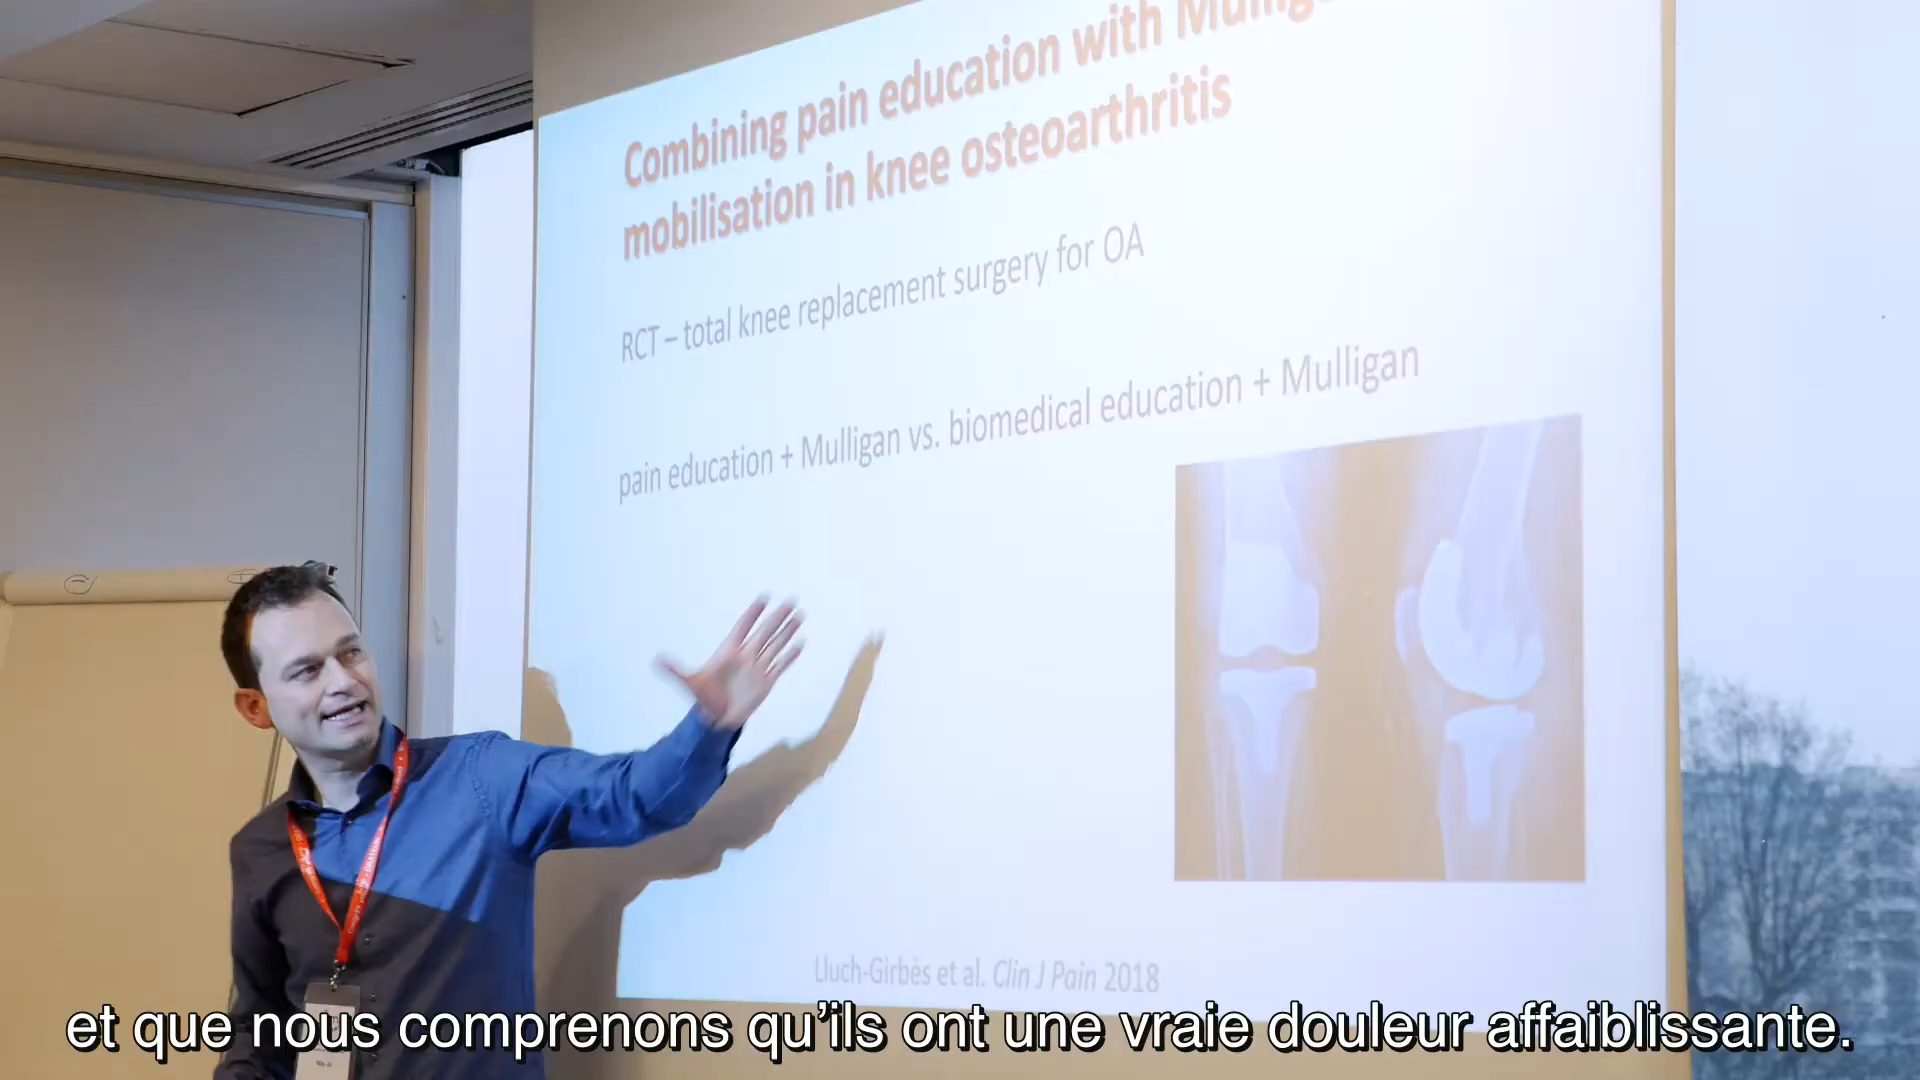 Combining pain education with
mobilisation in knee osteoarthritis
RCT – total knee replacement surgery for OA
pain education + Mulligan vs. biomedical education + Mulligan
Lluch-Girbès et al. Clin J Pain 2018
et que nous comprenons qu’ils ont une vraie douleur affaiblissante.